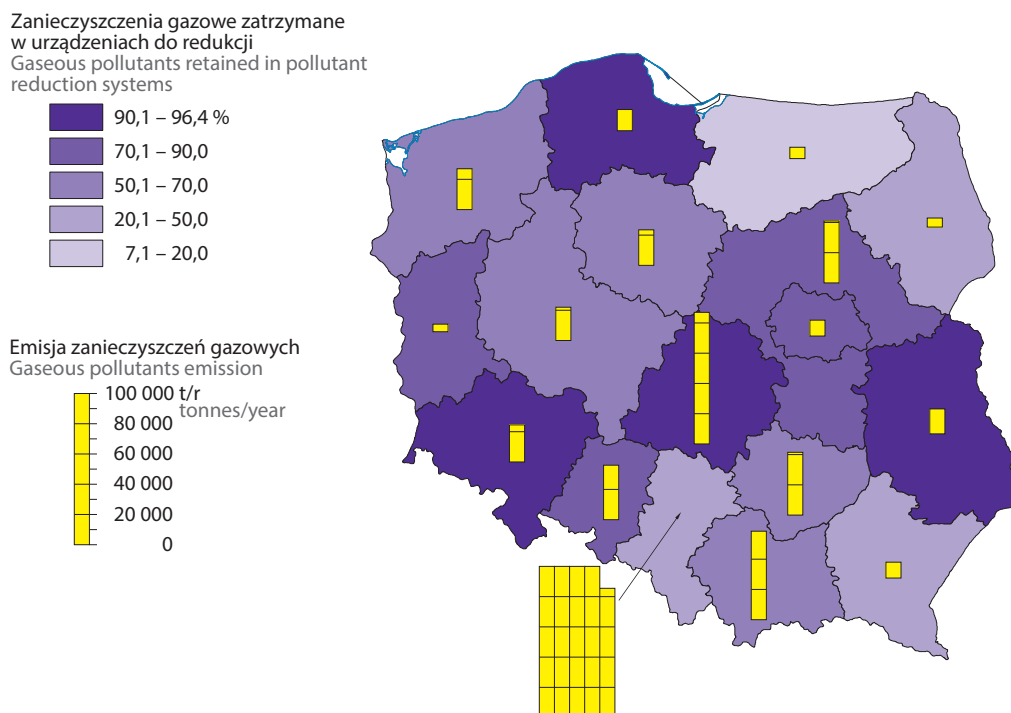 Zanieczyszczenia gazowe zatrzymane
w urządzeniach do redukcji
Gaseous pollutants retained in pollutant
reduction systems
90,1 – 96,4 %
70,1 – 90,0
50,1 – 70,0
20,1 – 50,0
7,1 – 20,0
Emisja zanieczyszczeń gazowych
Gaseous pollutants emission
100 000 t/r
tonnes/year
80 000
60 000
40 000
20 000
0